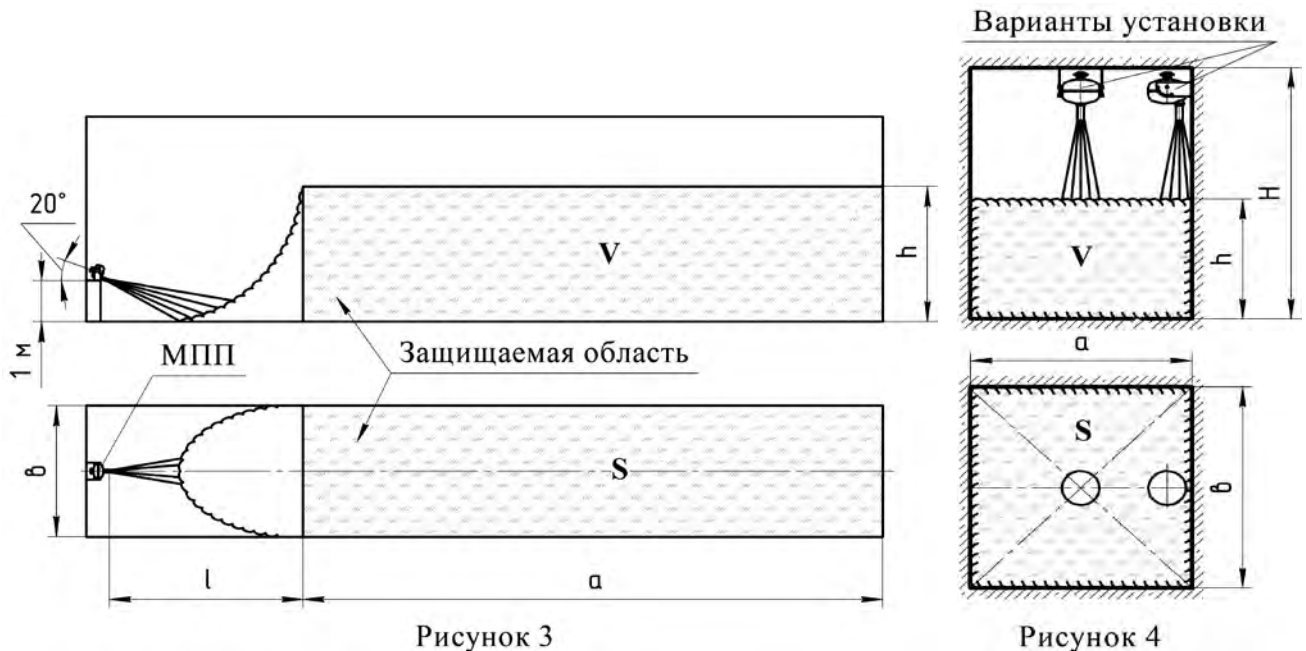 Варианты установки
20°
V
h
1 м
МПП
Защищаемая область
в
S
l
a
Рисунок 3
V
h
H
a
S
в
Рисунок 4